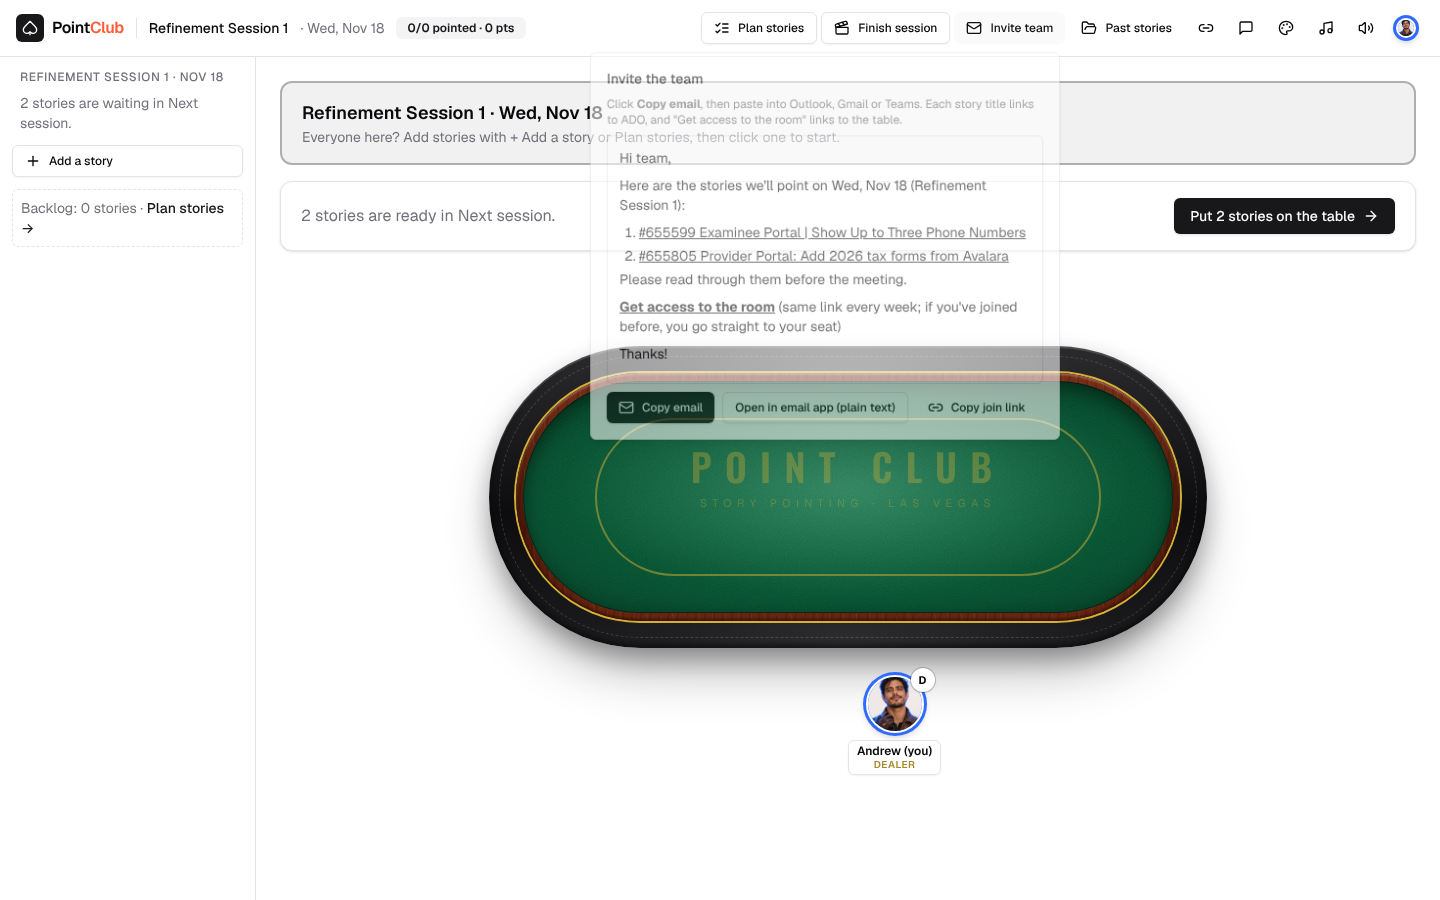 PointClub
Refinement Session 1 · Wed, Nov 18
0/0 pointed · 0 pts
Plan stories
Finish session
Invite team
Past stories
REFINEMENT SESSION 1 · NOV 18
2 stories are waiting in Next
session.
Add a story
Backlog: 0 stories · Plan stories
→
Refinement Session 1 · Wed, Nov 18
Everyone here? Add stories with + Add a story or Plan stories, then click one to start.
2 stories are ready in Next session.
Put 2 stories on the table →
Invite the team
Click Copy email, then paste into Outlook, Gmail or Teams. Each story title links
to ADO, and "Get access to the room" links to the table.
Hi team,
Here are the stories we'll point on Wed, Nov 18 (Refinement
Session 1):
1. #655599 Examinee Portal | Show Up to Three Phone Numbers
2. #655805 Provider Portal: Add 2026 tax forms from Avalara
Please read through them before the meeting.
Get access to the room (same link every week; if you've joined
before, you go straight to your seat)
Thanks!
Copy email
Open in email app (plain text)
Copy join link
POINT CLUB
STORY POINTING · LAS VEGAS
D
Andrew (you)
DEALER